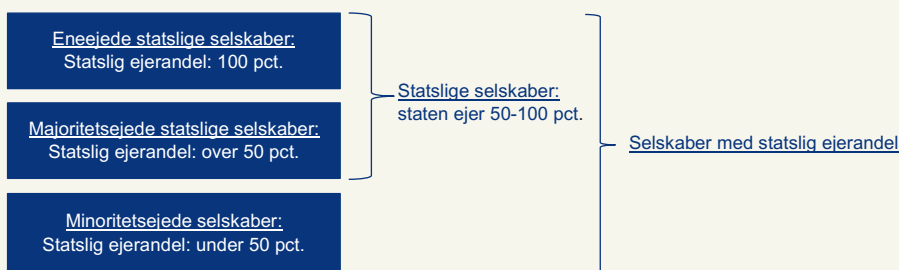 Eneejede statslige selskaber:
Statslig ejerandel: 100 pct.
Majoritetsejede statslige selskaber:
Statslig ejerandel: over 50 pct.
Minoritetsejede selskaber:
Statslig ejerandel: under 50 pct.
Statslige selskaber:
staten ejer 50-100 pct.
Selskaber med statslig ejerandel